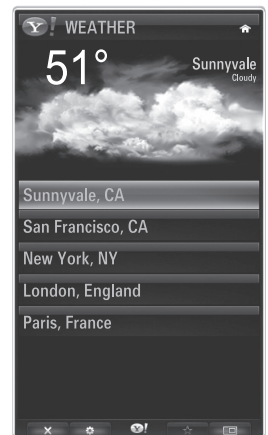 Y! WEATHER
51°
Sunnyvale
Cloudy
Sunnyvale, CA
San Francisco, CA
New York, NY
London, England
Paris, France
Y!